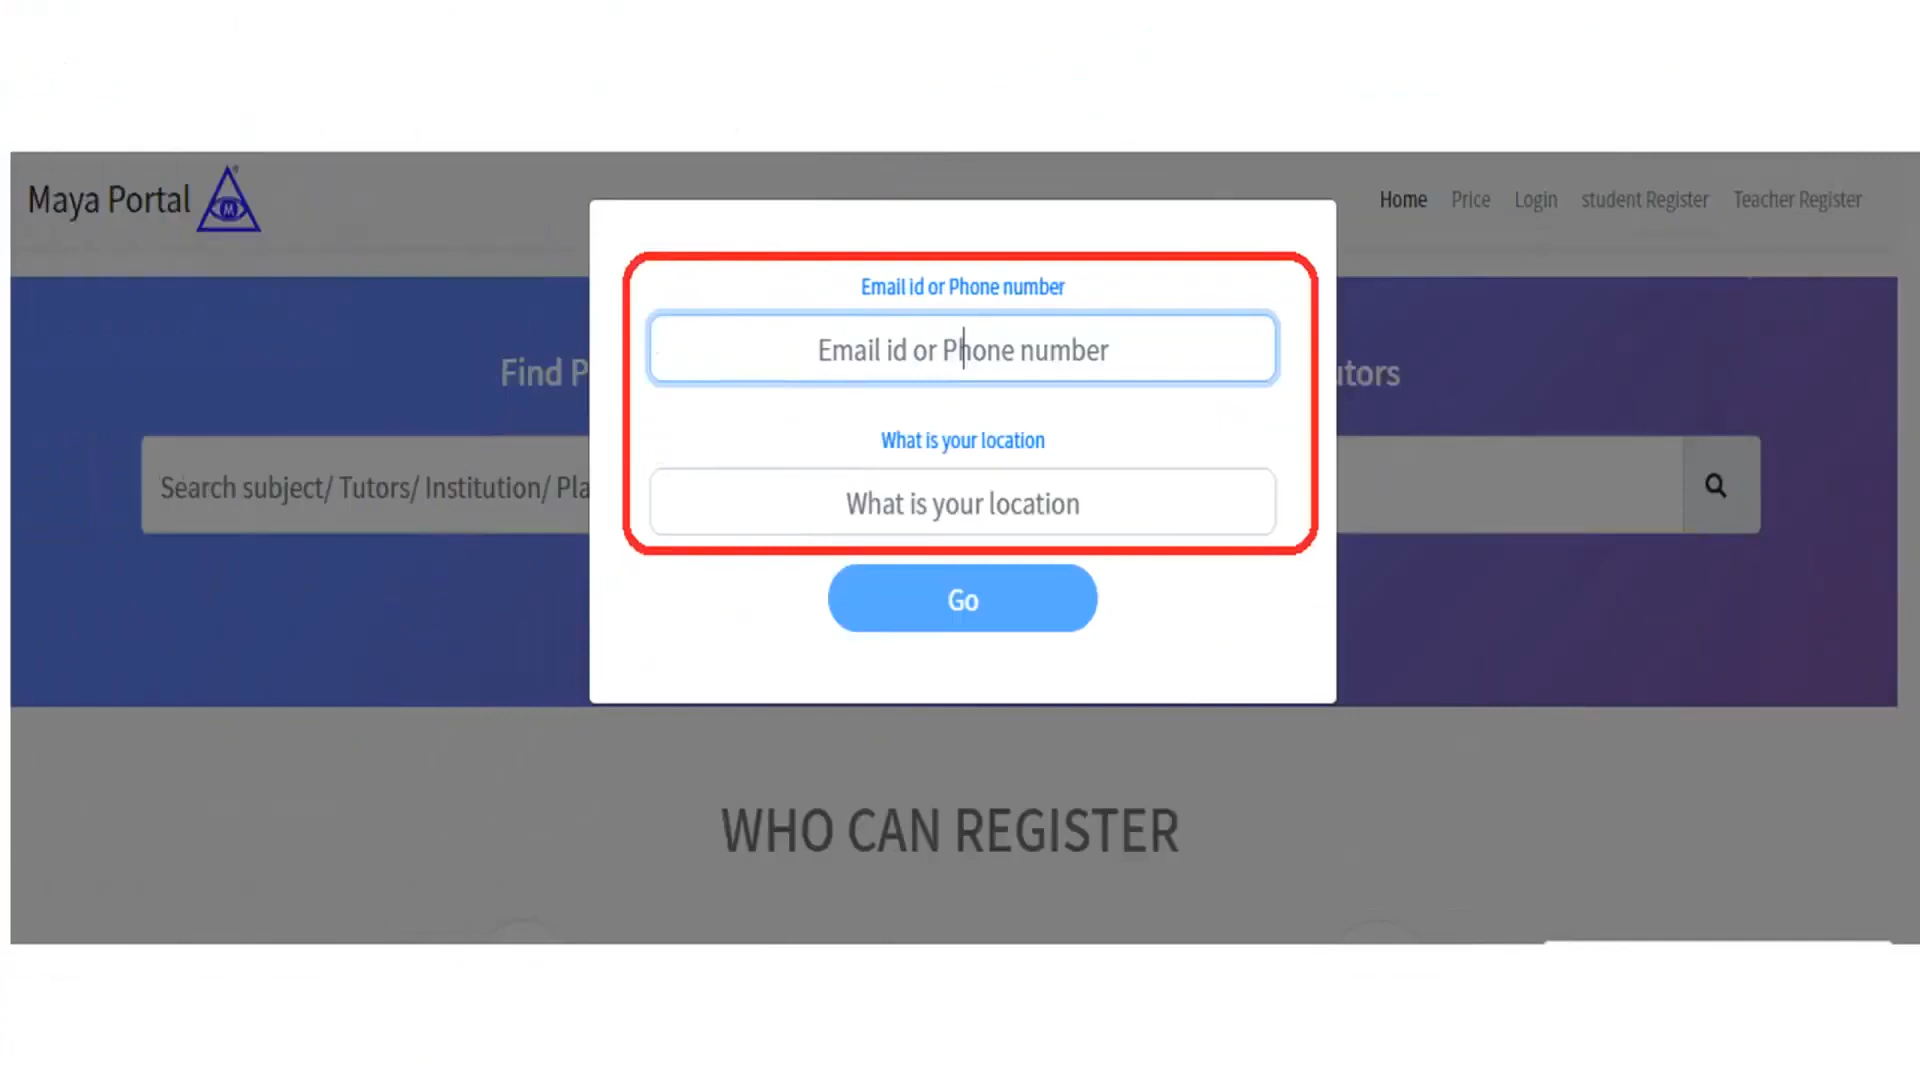 Maya Portal
M
Home Price Login student Register Teacher Register
Email id or Phone number
Email id or Phone number
Find P
utors
What is your location
Search subject/ Tutors/ Institution/ Pla
What is your location
Go
WHO CAN REGISTER